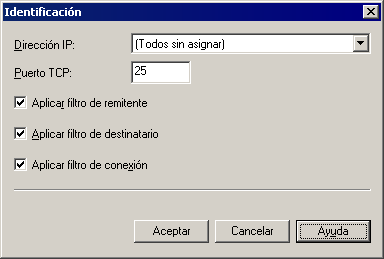 Identificación
Dirección IP: (Todos sin asignar)
Puerto TCP: 25
Aplicar filtro de remitente
Aplicar filtro de destinatario
Aplicar filtro de conexión
Aceptar Cancelar Ayuda